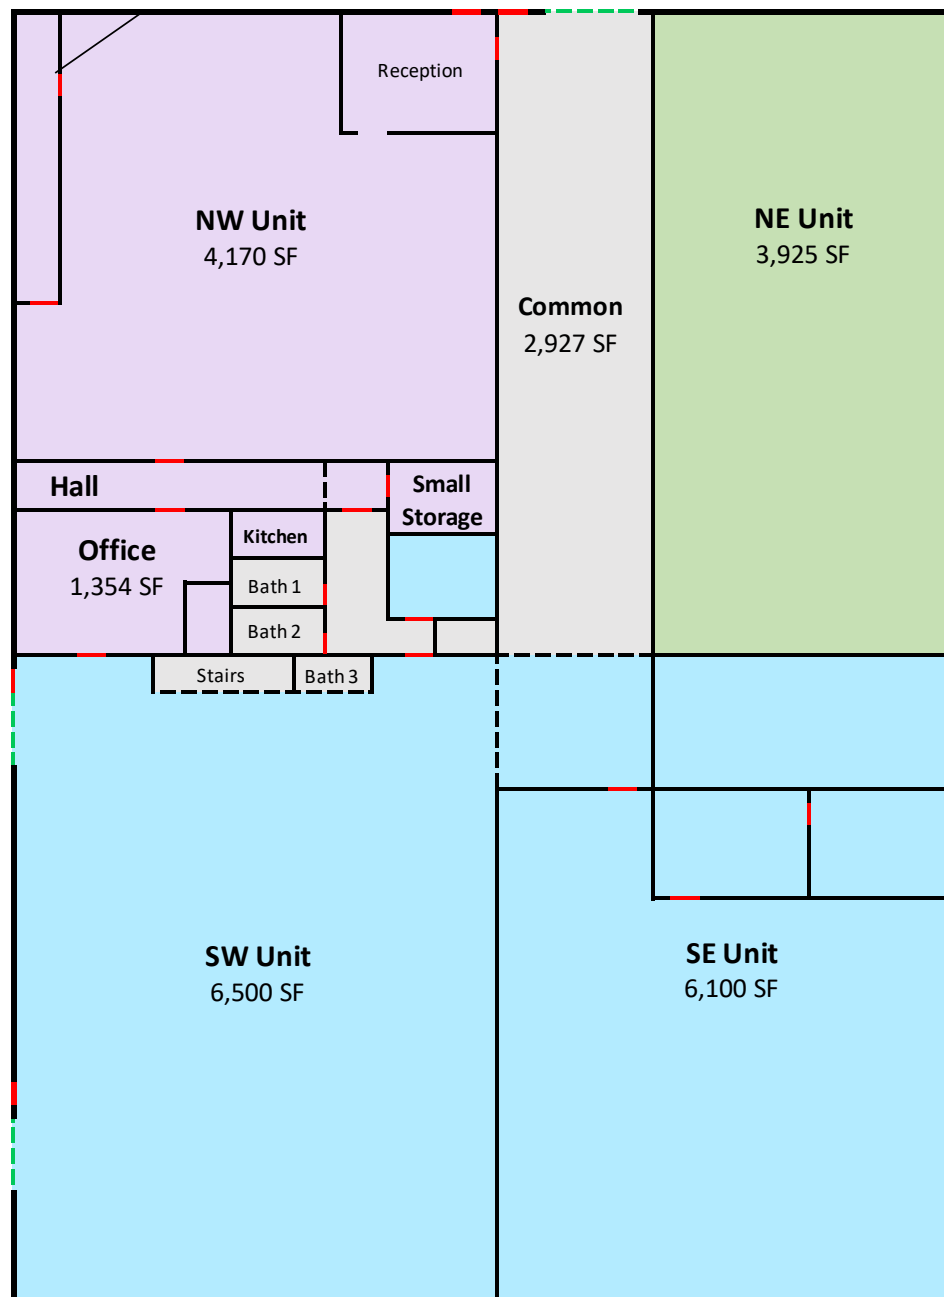 Reception
NW Unit
4,170 SF
NE Unit
3,925 SF
Common
2,927 SF
Hall
Small
Storage
Office
1,354 SF
Kitchen
Bath 1
Bath 2
Stairs
Bath 3
SW Unit
6,500 SF
SE Unit
6,100 SF